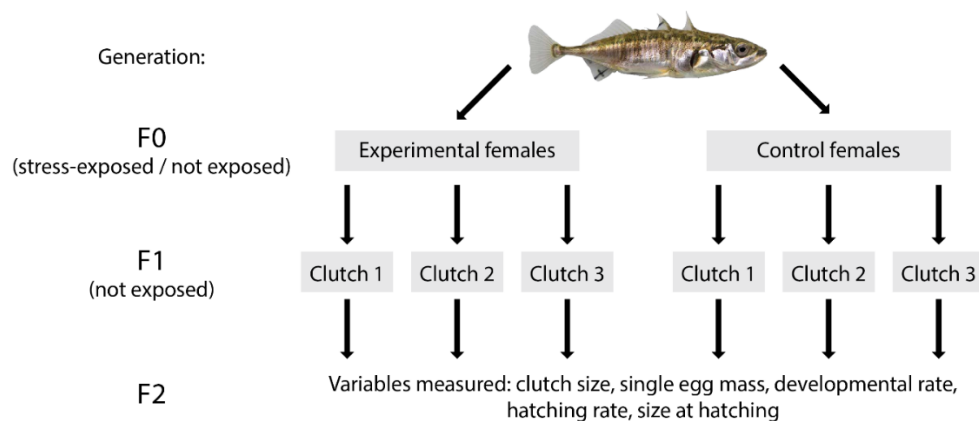 Generation:
F0
(stress-exposed / not exposed)
Experimental females
Control females
F1
(not exposed)
Clutch 1
Clutch 2
Clutch 3
Clutch 1
Clutch 2
Clutch 3
F2
Variables measured: clutch size, single egg mass, developmental rate,
hatching rate, size at hatching